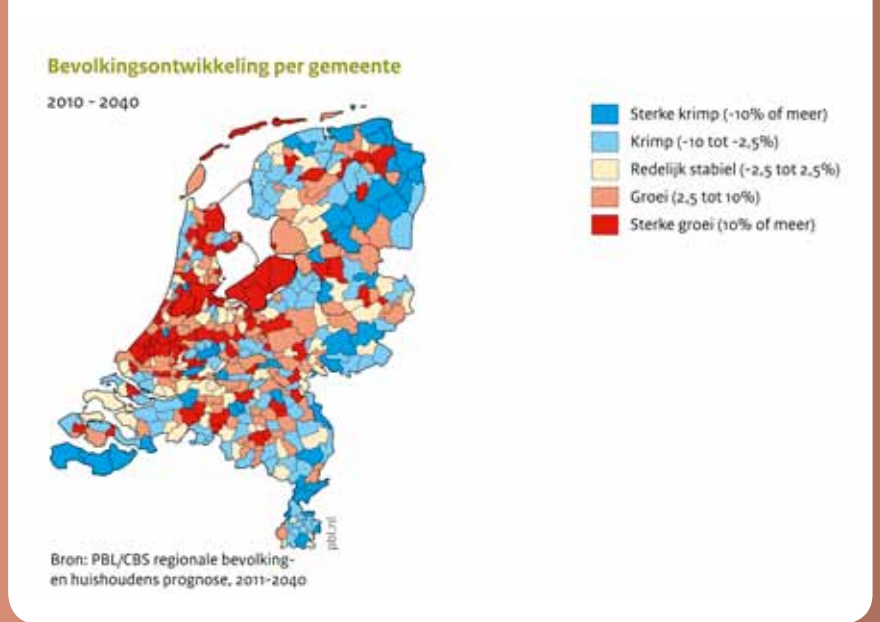 Bevolkingsontwikkeling per gemeente
2010 - 2040
Sterke krimp (-10% of meer)
Krimp (-10 tot -2,5%)
Redelijk stabiel (-2,5 tot 2,5%)
Groei (2,5 tot 10%)
Sterke groei (10% of meer)
pbl.nl
Bron: PBL/CBS regionale bevolking-
en huishoudens prognose, 2011-2040